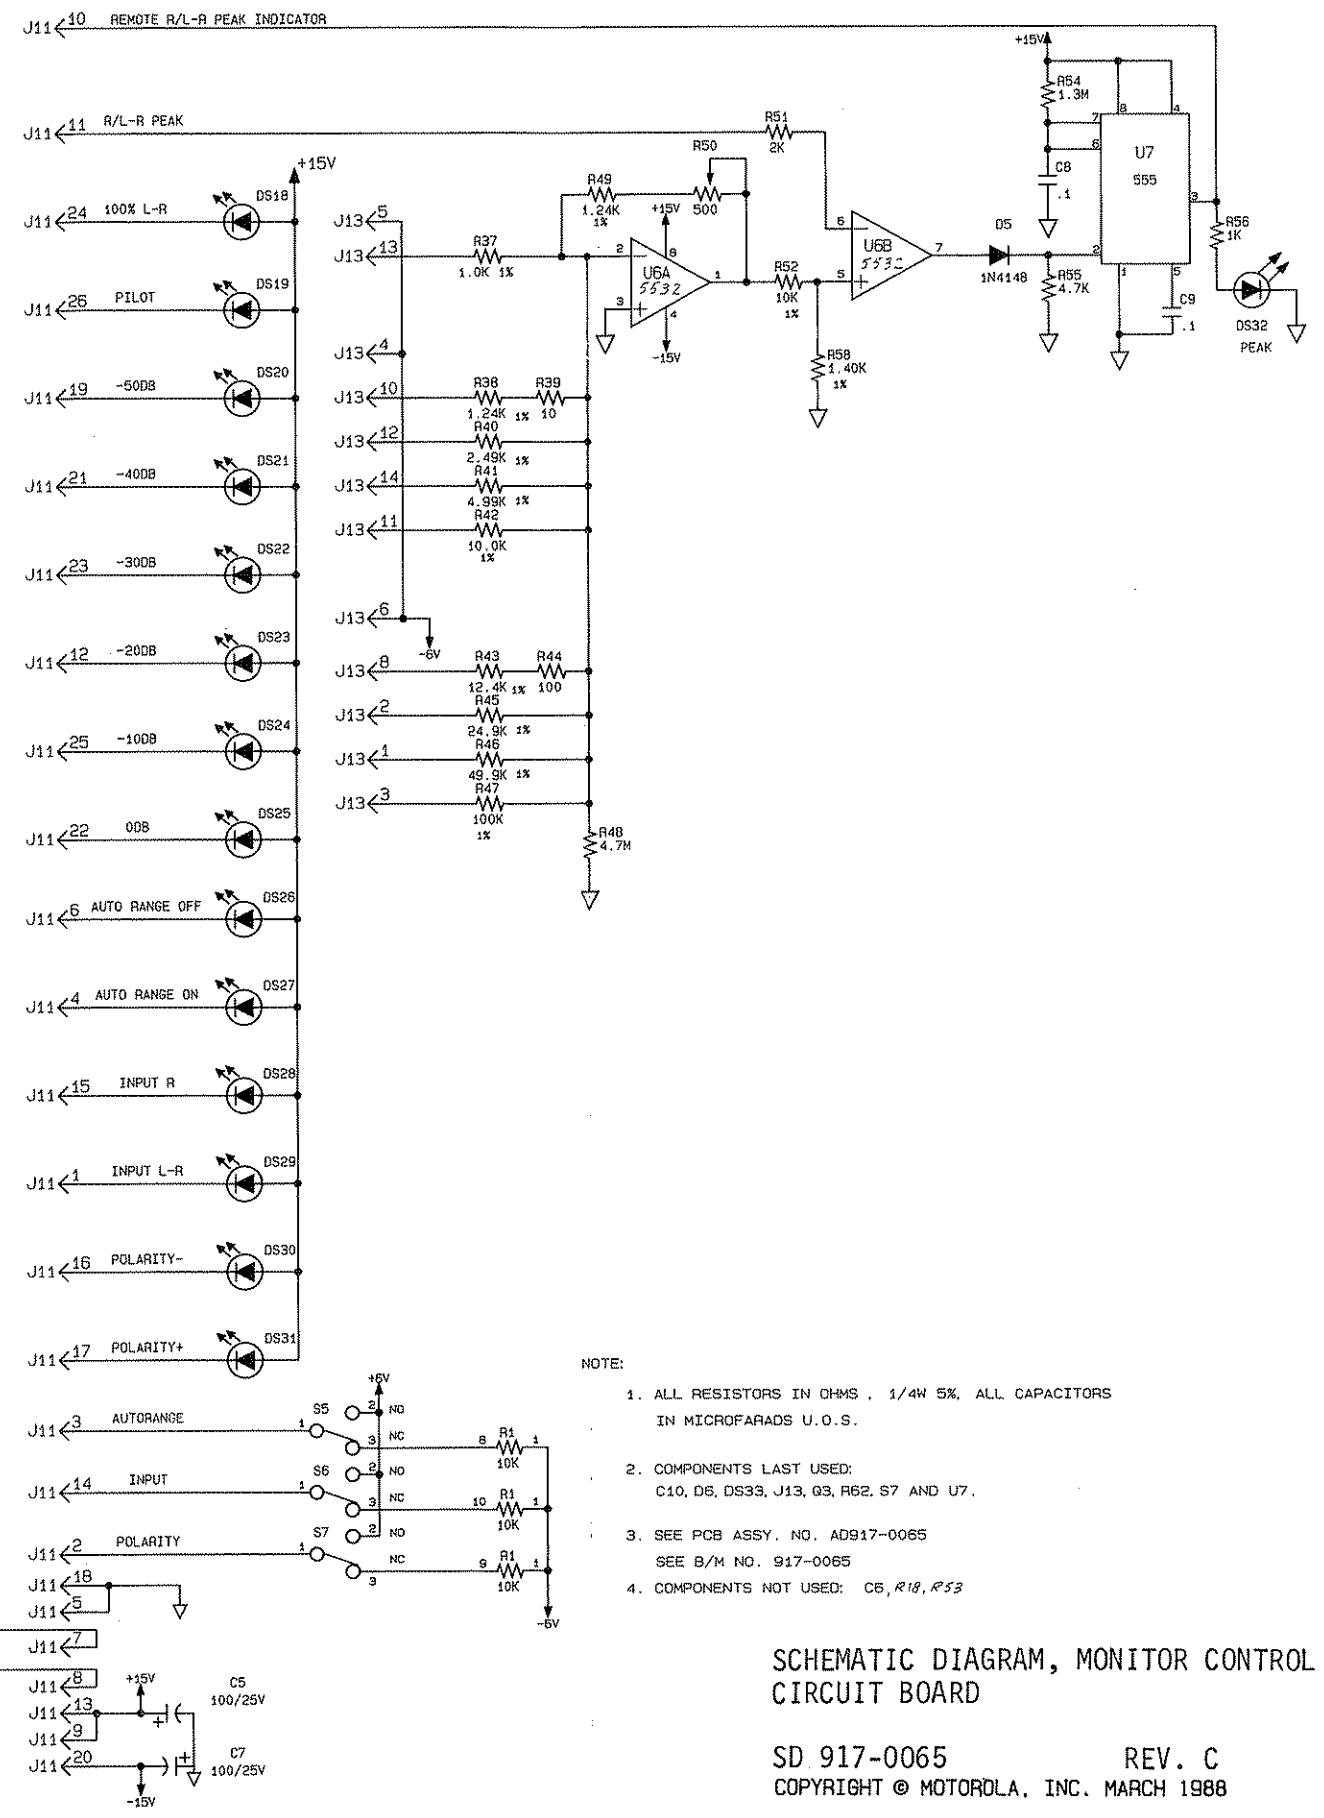 J11 10 REMOTE R/L-R PEAK INDICATOR
+15V
R54
1.3M
8
4
7
6
U7
555
3
C8
.1
2
1
5
R56
1K
C9
.1
DS32
PEAK
J11 11 R/L-R PEAK
R51
2K
+15V
J11 24 100% L-R
DS18
J11 26 PILOT
DS19
J11 19 -50DB
DS20
J11 21 -40DB
DS21
J11 23 -30DB
DS22
J11 12 -20DB
DS23
J11 25 -10DB
DS24
J11 22 0DB
DS25
J11 6 AUTO RANGE OFF
DS26
J11 4 AUTO RANGE ON
DS27
J11 15 INPUT R
DS28
J11 1 INPUT L-R
DS29
J11 16 POLARITY-
DS30
J11 17 POLARITY+
DS31
J13 5
J13 13
R37
1.0K 1%
R49
1.24K
1%
R50
500
+15V
2
8
U6A
5532
1
3
4
-15V
R52
10K
1%
R58
1.40K
1%
6
U6B
5532
7
5
D5
1N4148
R55
4.7K
J13 4
J13 10
R38
1.24K 1%
R39
10
J13 12
R40
2.49K 1%
J13 14
R41
4.99K 1%
J13 11
R42
10.0K
1%
J13 6
-6V
J13 8
R43
12.4K 1%
R44
100
J13 2
R45
24.9K 1%
J13 1
R46
49.9K 1%
J13 3
R47
100K
1%
R48
4.7M
+6V
J11 3 AUTORANGE
S5
1
2 NO
3 NC
8 R1 1
10K
J11 14 INPUT
S6
1
2 NO
3 NC
10 R1 1
10K
J11 2 POLARITY
S7
1
2 NO
NC
3
9 R1 1
10K
-6V
J11 18
J11 5
J11 7
J11 8
J11 13
J11 9
J11 20
+15V
C5
100/25V
+
C7
100/25V
+
-15V
NOTE:
1. ALL RESISTORS IN OHMS , 1/4W 5%, ALL CAPACITORS
IN MICROFARADS U.O.S.
2. COMPONENTS LAST USED:
C10, D6, DS33, J13, Q3, R62, S7 AND U7.
3. SEE PCB ASSY. NO. AD917-0065
SEE B/M NO. 917-0065
4. COMPONENTS NOT USED: C6, R18, R53
SCHEMATIC DIAGRAM, MONITOR CONTROL
CIRCUIT BOARD
SD 917-0065 REV. C
COPYRIGHT © MOTOROLA, INC. MARCH 1988